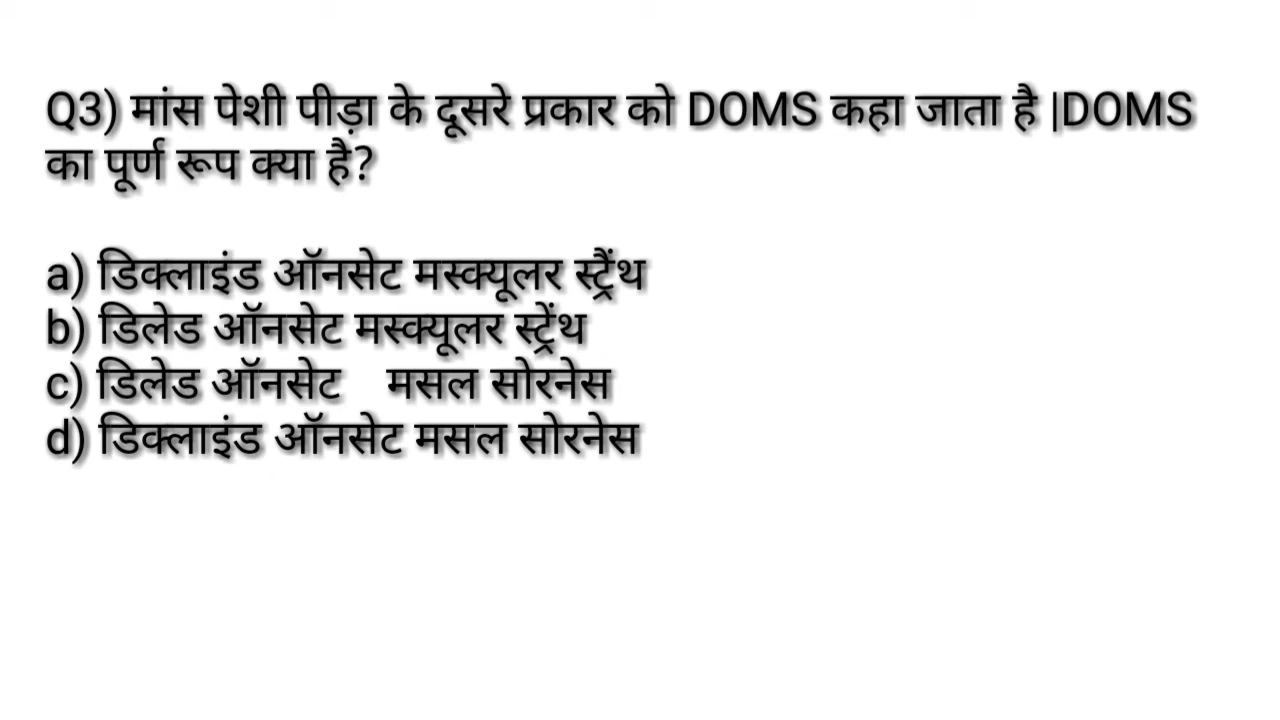 Q3) मांस पेशी पीड़ा के दूसरे प्रकार को DOMS कहा जाता है |DOMS
का पूर्ण रूप क्या है?
a) डिक्लाइंड ऑनसेट मस्क्यूलर स्ट्रैंथ
b) डिलेड ऑनसेट मस्क्यूलर स्ट्रेंथ
c) डिलेड ऑनसेट मसल सोरनेस
d) डिक्लाइंड ऑनसेट मसल सोरनेस